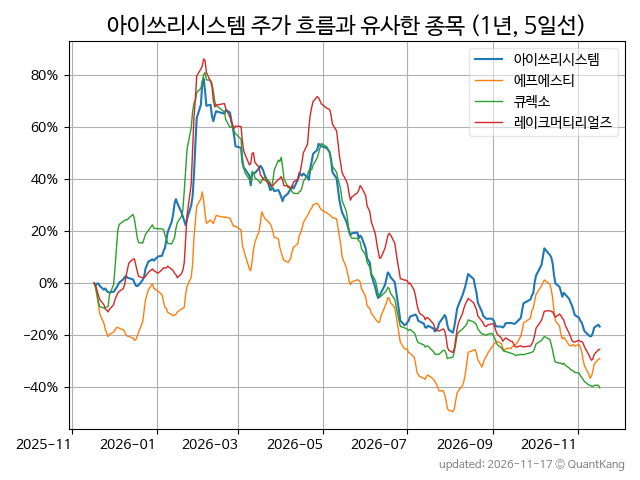 아이쓰리시스템 주가 흐름과 유사한 종목 (1년, 5일선)
아이쓰리시스템
에프에스티
큐렉소
레이크머티리얼즈
80%
60%
40%
20%
0%
−20%
−40%
2025-11 2026-01 2026-03 2026-05 2026-07 2026-09 2026-11
updated: 2026-11-17 © QuantKang